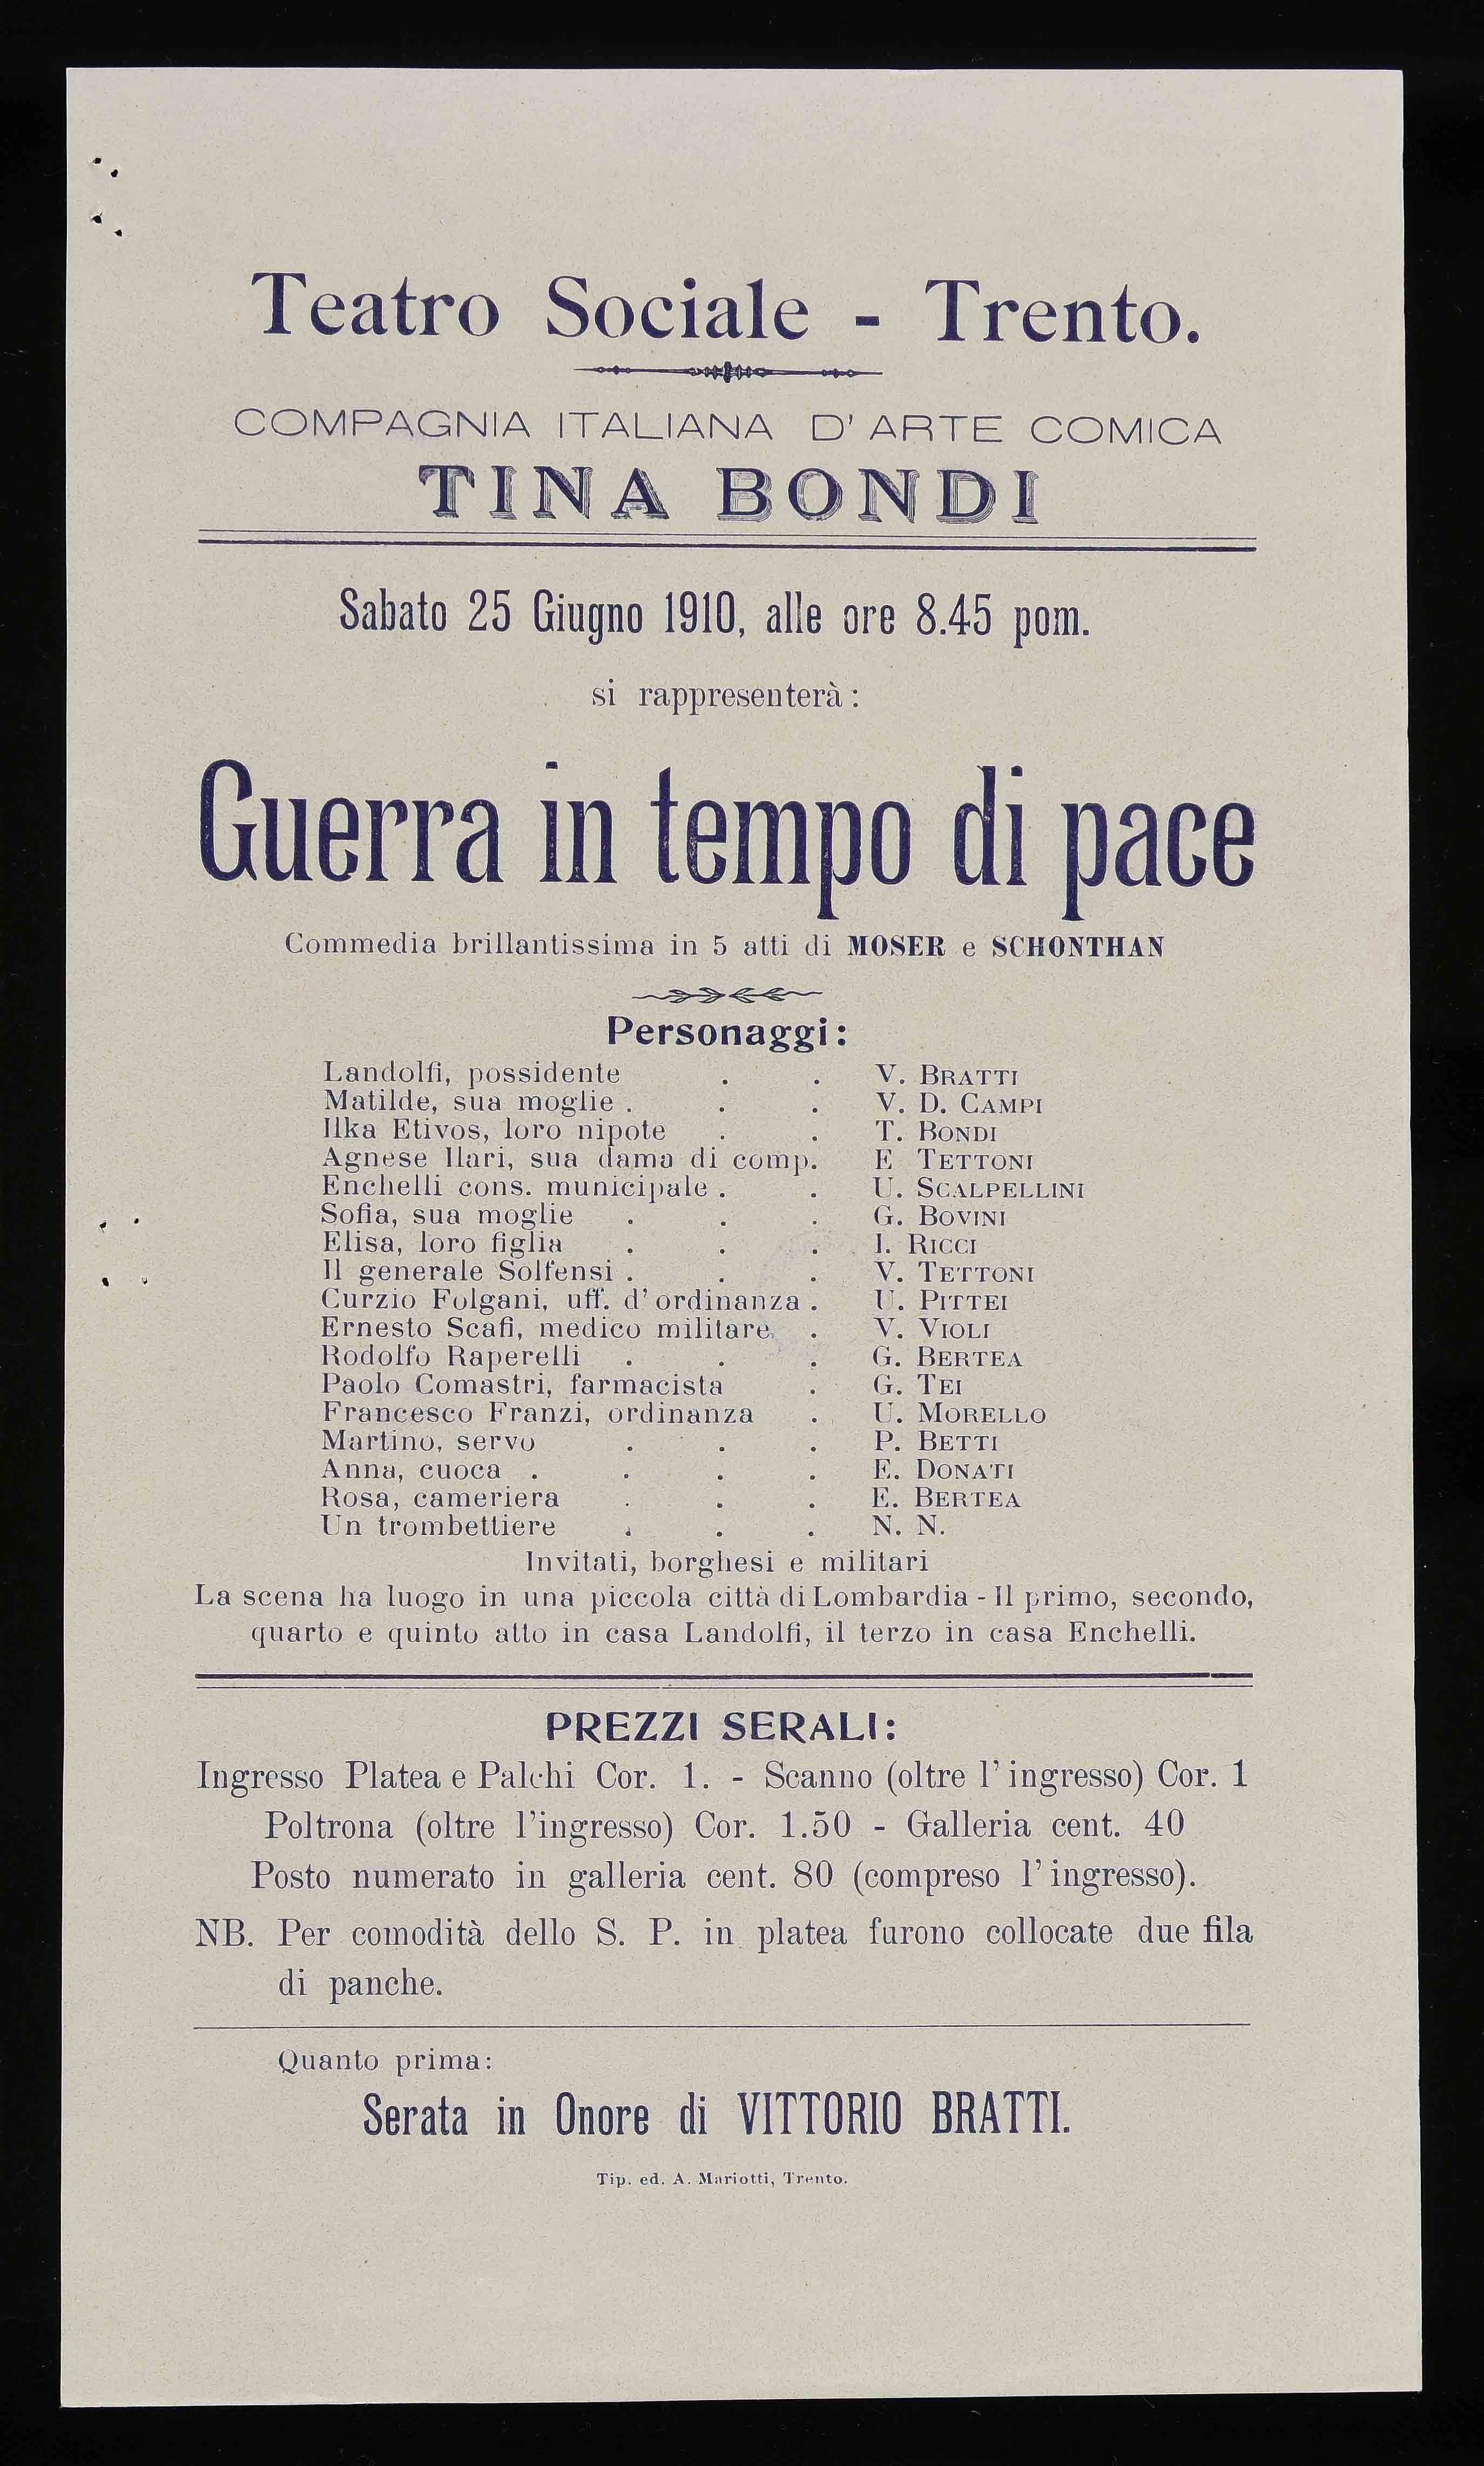 Teatro Sociale - Trento.
COMPAGNIA ITALIANA D' ARTE COMICA
TINA BONDI
Sabato 25 Giugno 1910, alle ore 8.45 pom.
si rappresenterà:
Guerra in tempo di pace
Commedia brillantissima in 5 atti di MOSER e SCHONTHAN
Personaggi:
Landolfi, possidente . . V. BRATTI
Matilde, sua moglie . . . V. D. CAMPI
Ilka Etivos, loro nipote . . T. BONDI
Agnese Ilari, sua dama di comp. E TETTONI
Enchelli cons. municipale . . U. SCALPELLINI
Sofia, sua moglie . . . G. BOVINI
Elisa, loro figlia . . . I. RICCI
Il generale Solfensi . . . V. TETTONI
Curzio Folgani, uff. d' ordinanza . U. PITTEI
Ernesto Scafi, medico militare . V. VIOLI
Rodolfo Raperelli . . . G. BERTEA
Paolo Comastri, farmacista . G. TEI
Francesco Franzi, ordinanza . U. MORELLO
Martino, servo . . . P. BETTI
Anna, cuoca . . . . E. DONATI
Rosa, cameriera . . . E. BERTEA
Un trombettiere . . . N. N.
Invitati, borghesi e militari
La scena ha luogo in una piccola città di Lombardia - Il primo, secondo,
quarto e quinto atto in casa Landolfi, il terzo in casa Enchelli.
PREZZI SERALI:
Ingresso Platea e Palchi Cor. 1. - Scanno (oltre l' ingresso) Cor. 1
Poltrona (oltre l'ingresso) Cor. 1.50 - Galleria cent. 40
Posto numerato in galleria cent. 80 (compreso l' ingresso).
NB. Per comodità dello S. P. in platea furono collocate due fila
di panche.
Quanto prima:
Serata in Onore di VITTORIO BRATTI.
Tip. ed. A. Mariotti, Trento.